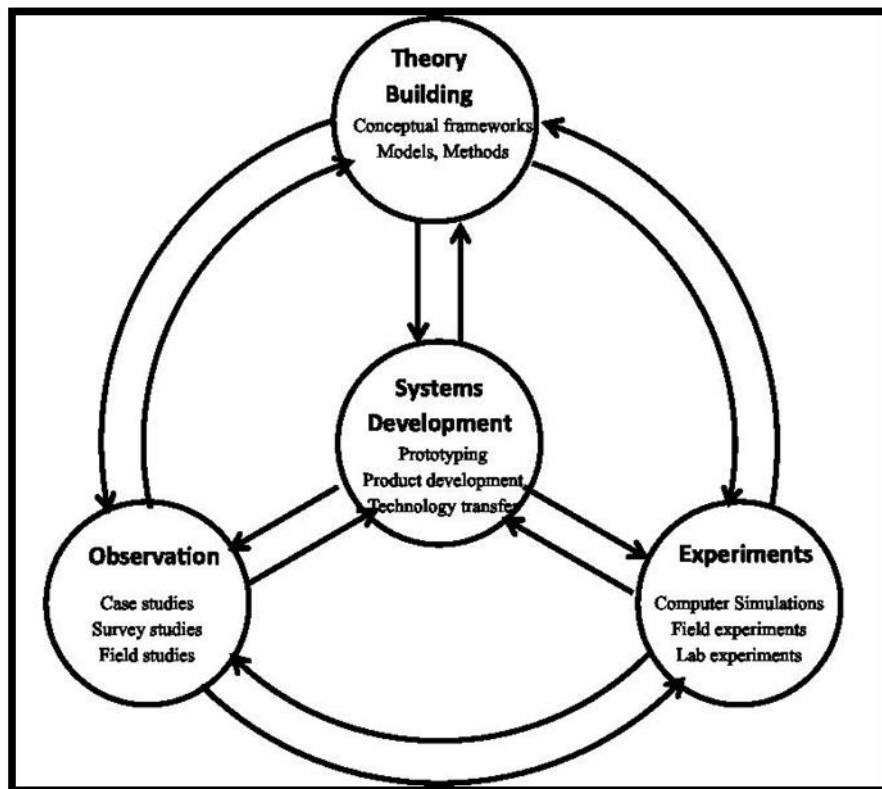 Theory
Building
Conceptual frameworks
Models, Methods
Systems
Development
Prototyping
Product development
Technology transfer
Observation
Case studies
Survey studies
Field studies
Experiments
Computer Simulations
Field experiments
Lab experiments